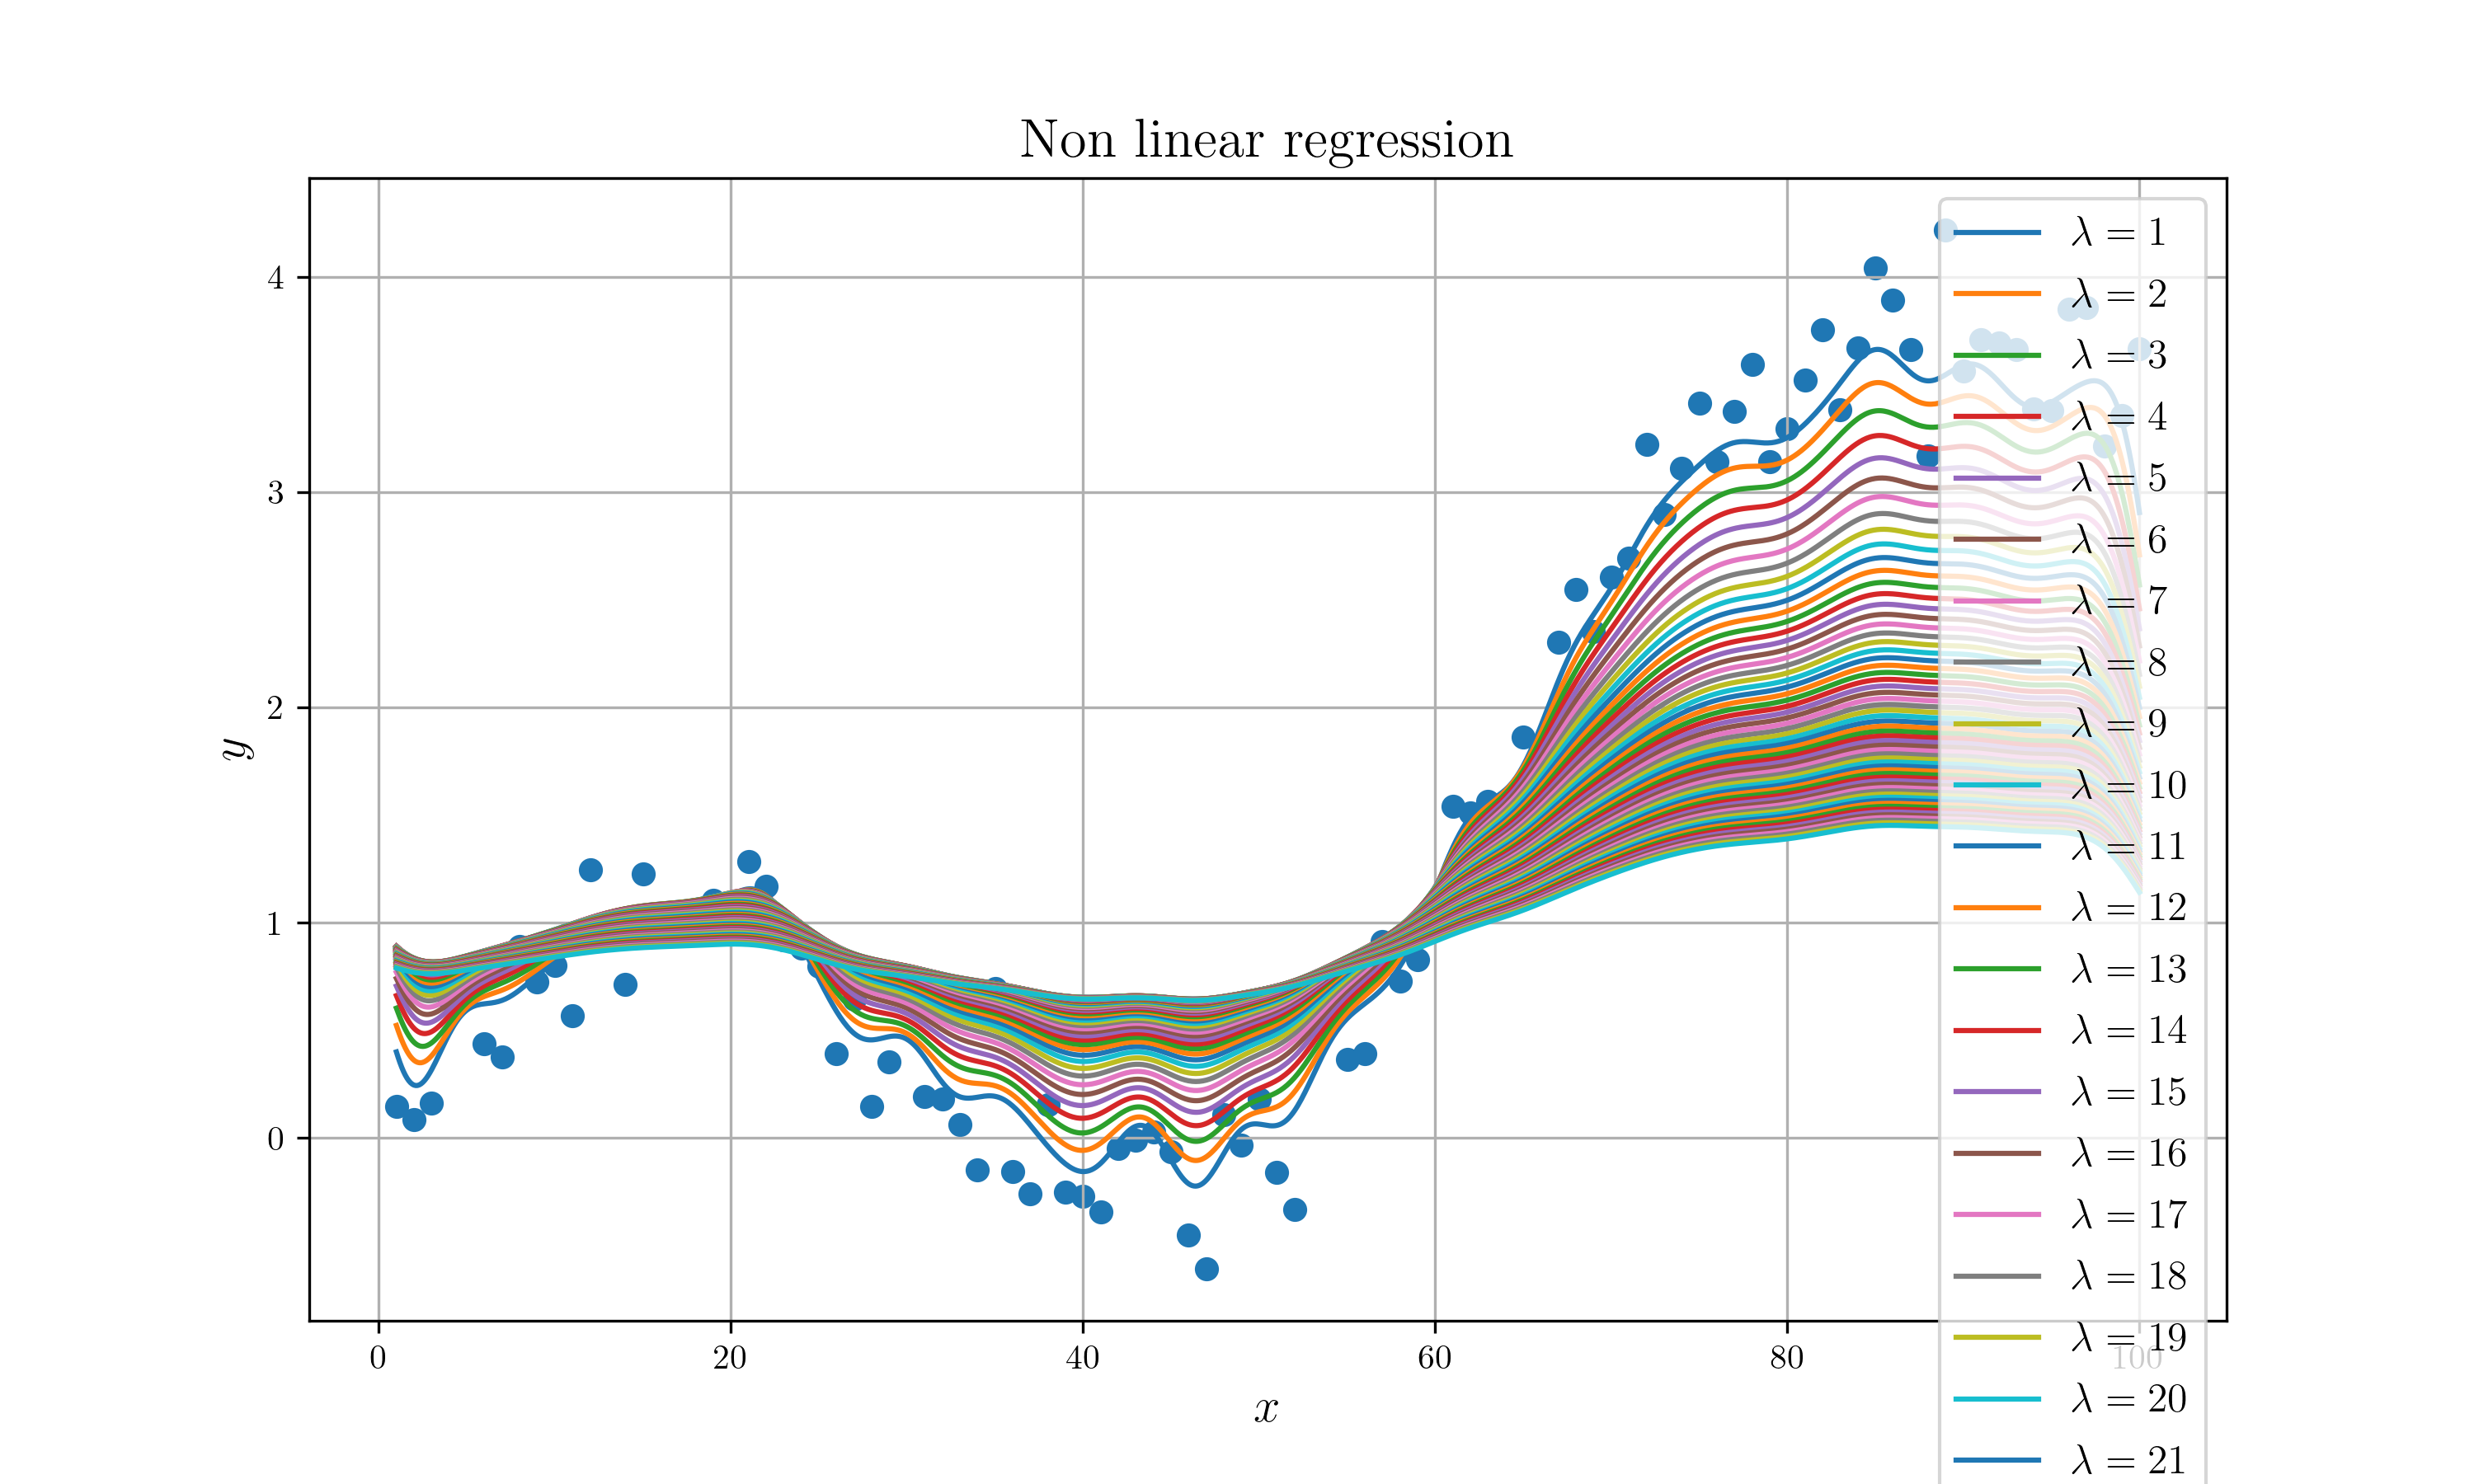 Non linear regression
4
3
2
1
0
y
0
20
40
60
80
100
x
λ = 1
λ = 2
λ = 3
λ = 4
λ = 5
λ = 6
λ = 7
λ = 8
λ = 9
λ = 10
λ = 11
λ = 12
λ = 13
λ = 14
λ = 15
λ = 16
λ = 17
λ = 18
λ = 19
λ = 20
λ = 21